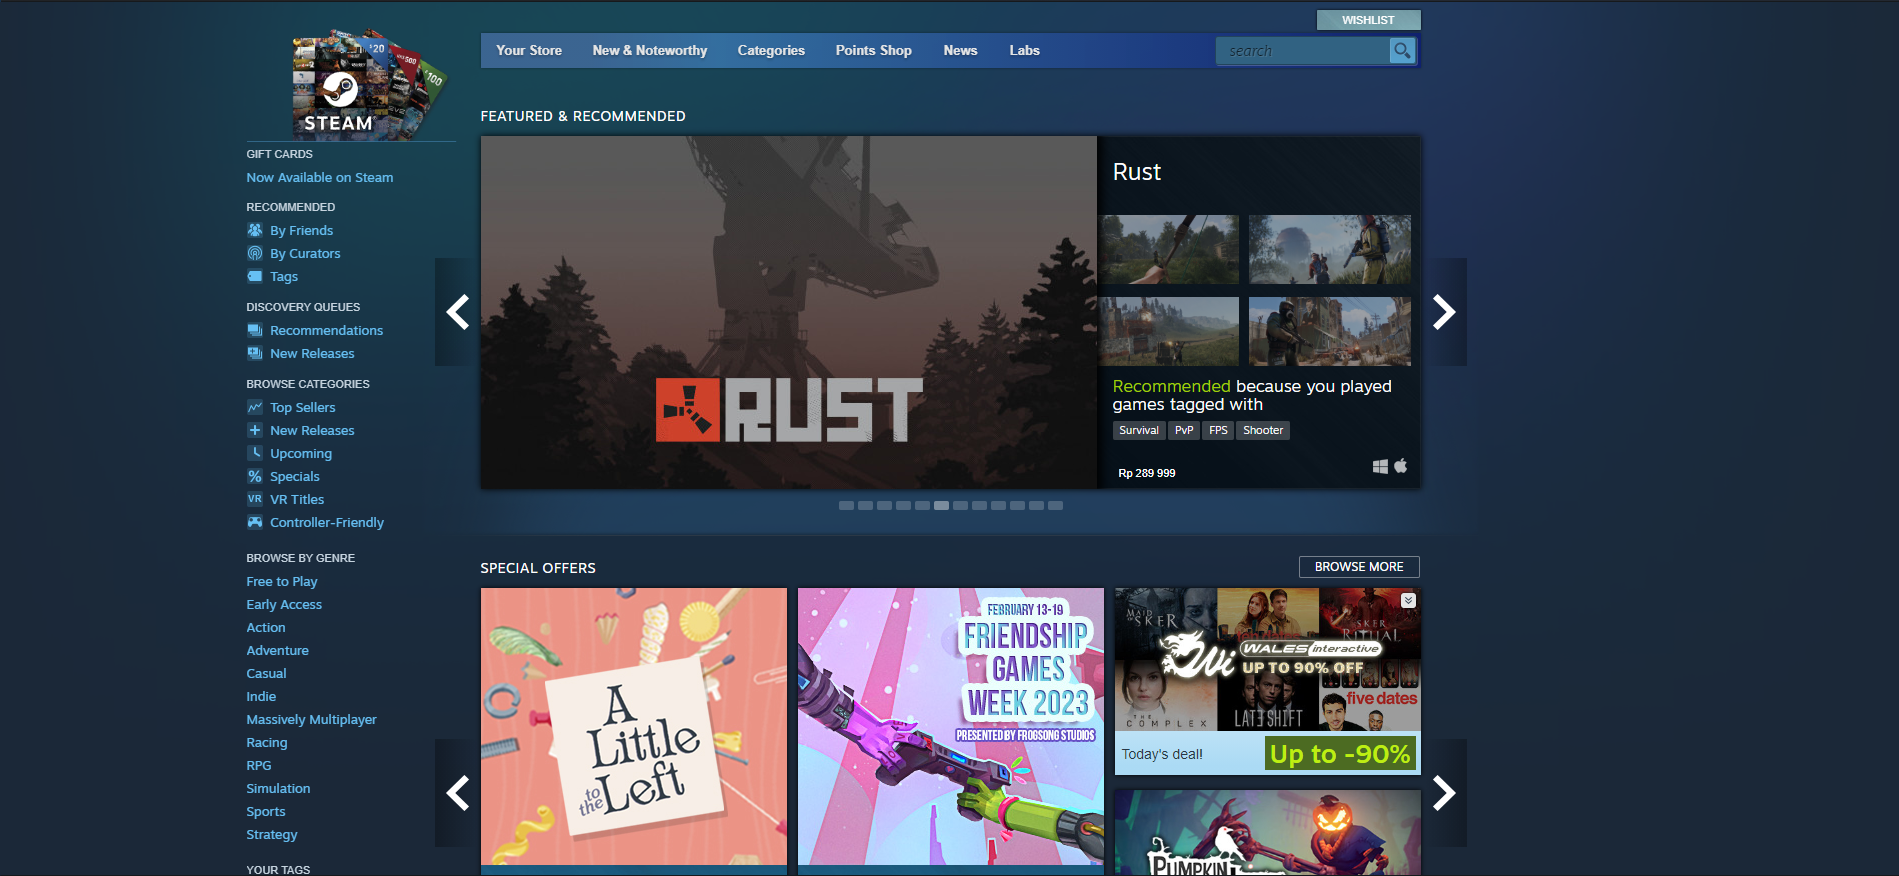 WISHLIST
Your Store
New & Noteworthy
Categories
Points Shop
News
Labs
search
20
500
100
STEAM
GIFT CARDS
Now Available on Steam
RECOMMENDED
By Friends
By Curators
Tags
DISCOVERY QUEUES
Recommendations
New Releases
BROWSE CATEGORIES
Top Sellers
New Releases
Upcoming
Specials
VR
VR Titles
Controller-Friendly
BROWSE BY GENRE
Free to Play
Early Access
Action
Adventure
Casual
Indie
Massively Multiplayer
Racing
RPG
Simulation
Sports
Strategy
YOUR TAGS
FEATURED & RECOMMENDED
RUST
Rust
Recommended because you played
games tagged with
Survival
PvP
FPS
Shooter
Rp 289 999
SPECIAL OFFERS
BROWSE MORE
A
Little
to the Left
FEBRUARY 13-19
FRIENDSHIP
GAMES
WEEK 2023
PRESENTED BY FROGSONG STUDIOS
MAID OF SKER
SKER
RITUAL
Wi WALES interactive
UP TO 90% OFF
THE
COMPLEX
LATE SHIFT
five dates
Today's deal!
Up to -90%
PUMPKIN